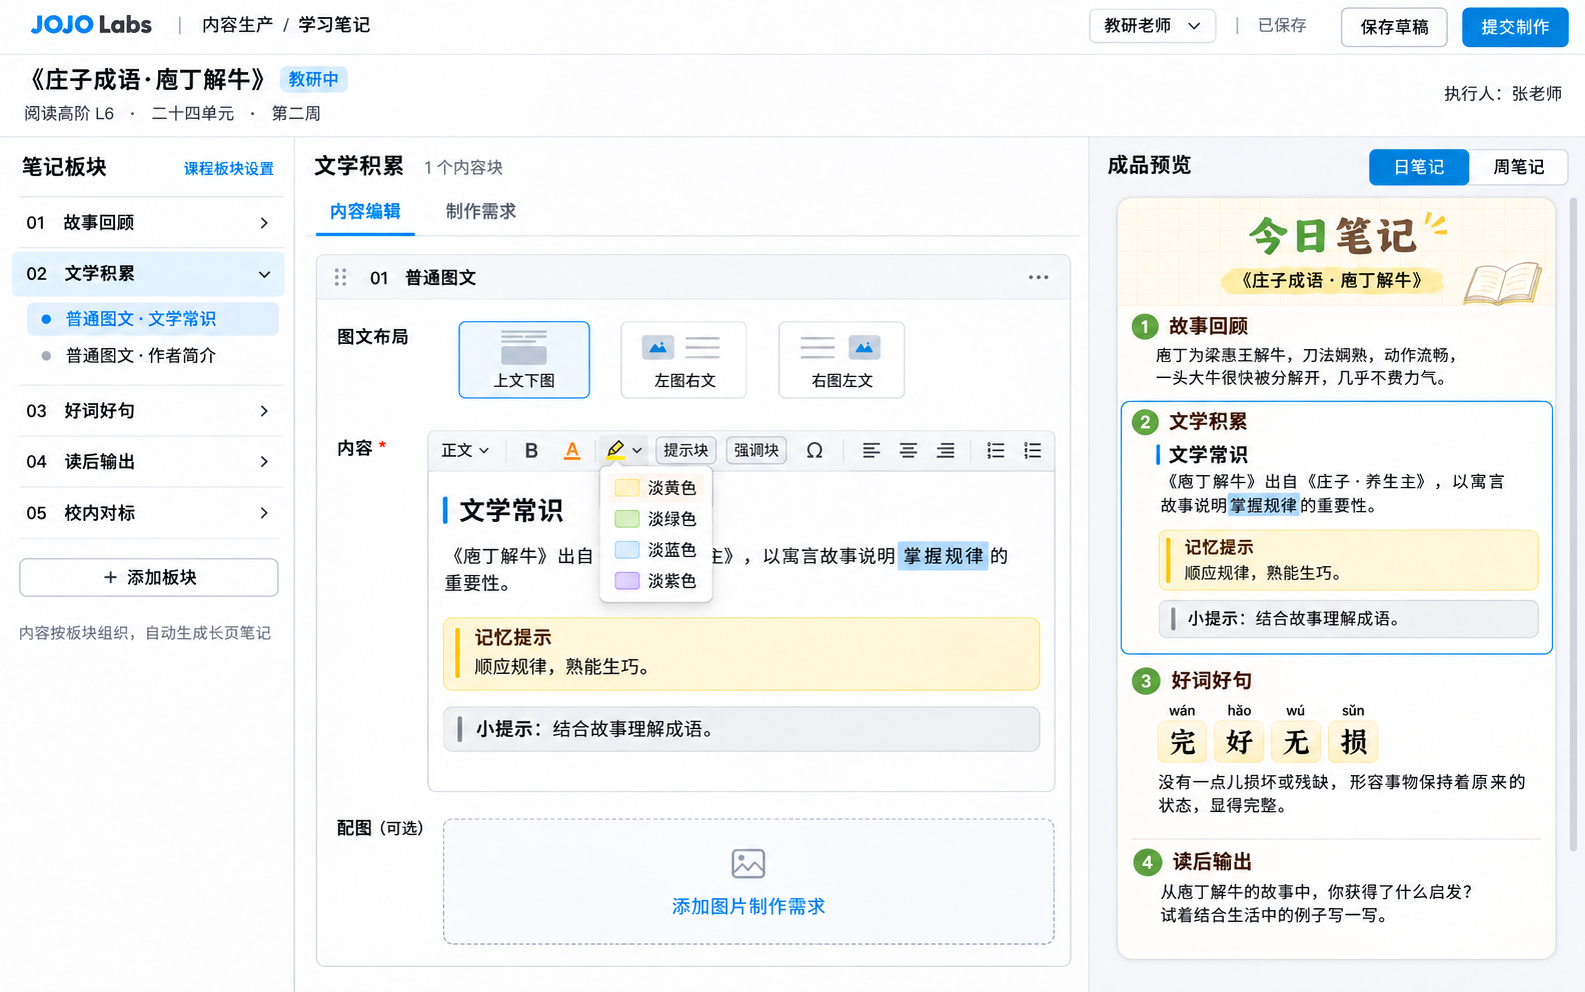 JOJO Labs | 内容生产 / 学习笔记
教研老师 | 已保存 保存草稿 提交制作
《庄子成语·庖丁解牛》 教研中
阅读高阶 L6 · 二十四单元 · 第二周
执行人：张老师
笔记板块 课程板块设置
01 故事回顾
02 文学积累
普通图文·文学常识
普通图文·作者简介
03 好词好句
04 读后输出
05 校内对标
+ 添加板块
内容按板块组织，自动生成长页笔记
文学积累 1 个内容块
内容编辑 制作需求
01 普通图文
图文布局
上文下图 左图右文 右图左文
内容 *
正文 B A 提示块 强调块 Ω
淡黄色
淡绿色
淡蓝色
淡紫色
文学常识
《庖丁解牛》出自 主》，以寓言故事说明掌握规律的
重要性。
记忆提示
顺应规律，熟能生巧。
小提示：结合故事理解成语。
配图（可选）
添加图片制作需求
成品预览 日笔记 周笔记
今日笔记
《庄子成语·庖丁解牛》
1 故事回顾
庖丁为梁惠王解牛，刀法娴熟，动作流畅，
一头大牛很快被分解开，几乎不费力气。
2 文学积累
文学常识
《庖丁解牛》出自《庄子·养生主》，以寓言
故事说明掌握规律的重要性。
记忆提示
顺应规律，熟能生巧。
小提示：结合故事理解成语。
3 好词好句
wán hǎo wú sǔn
完 好 无 损
没有一点儿损坏或残缺，形容事物保持着原来的
状态，显得完整。
4 读后输出
从庖丁解牛的故事中，你获得了什么启发？
试着结合生活中的例子写一写。